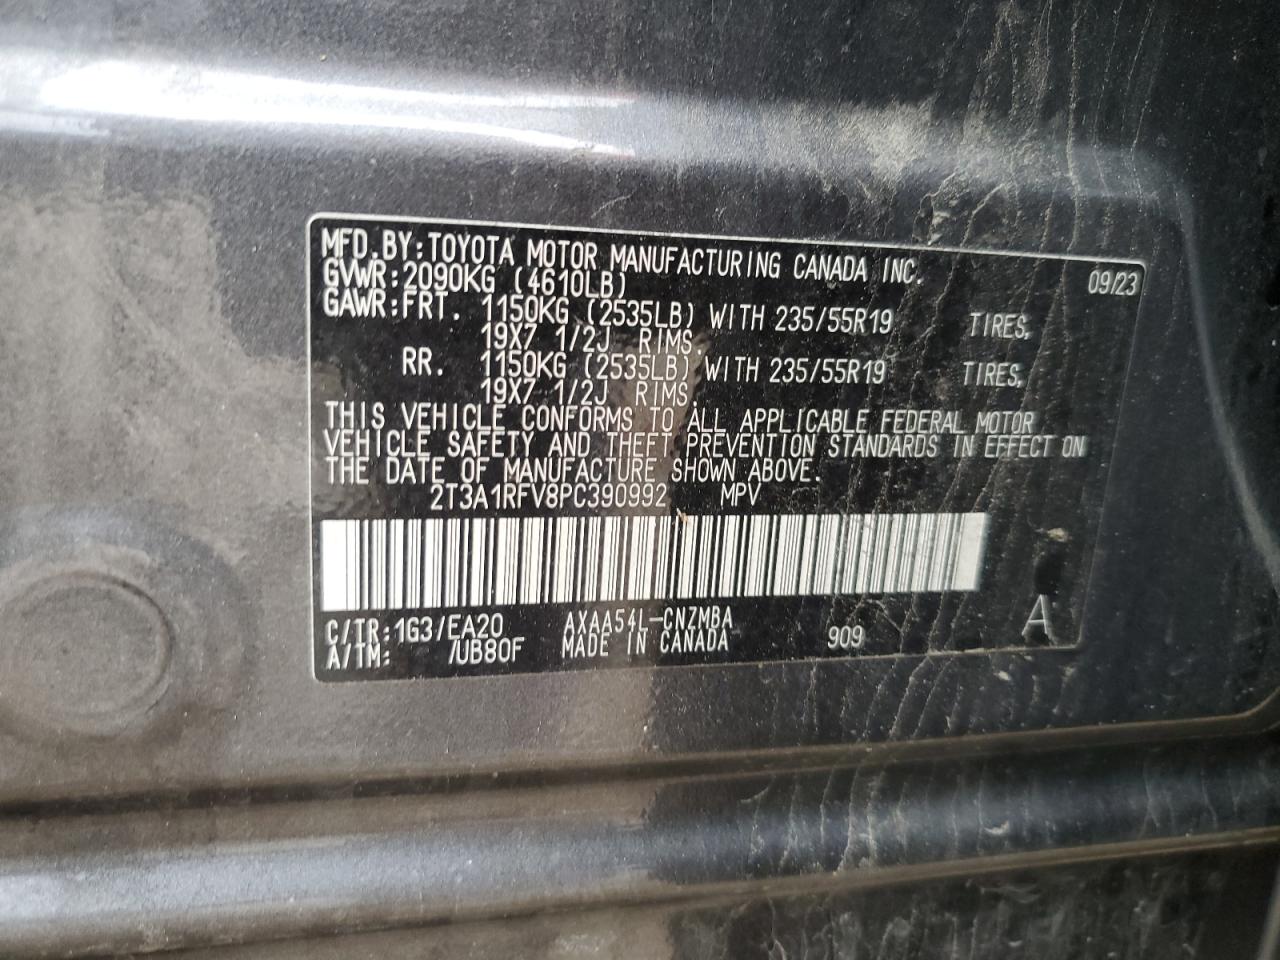 MFD.BY:TOYOTA MOTOR MANUFACTURING CANADA INC. 09/23
GVWR:2090KG (4610LB)
GAWR:FRT. 1150KG (2535LB) WITH 235/55R19 TIRES,
19X7 1/2J RIMS,
RR. 1150KG (2535LB) WITH 235/55R19 TIRES,
19X7 1/2J RIMS
THIS VEHICLE CONFORMS TO ALL APPLICABLE FEDERAL MOTOR
VEHICLE SAFETY AND THEFT PREVENTION STANDARDS IN EFFECT ON
THE DATE OF MANUFACTURE SHOWN ABOVE.
2T3A1RFV8PC390992 MPV
C/TR:1G3/EA20 AXAA54L-CNZMBA A
A/TM: /UB80F MADE IN CANADA 909